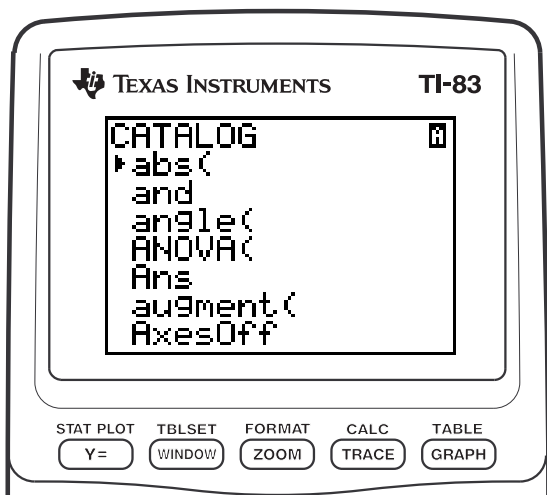 TEXAS INSTRUMENTS TI-83
CATALOG A
abs(
and
angle(
ANOVA(
Ans
augment(
AxesOff
STAT PLOT TBLSET FORMAT CALC TABLE
Y= WINDOW ZOOM TRACE GRAPH